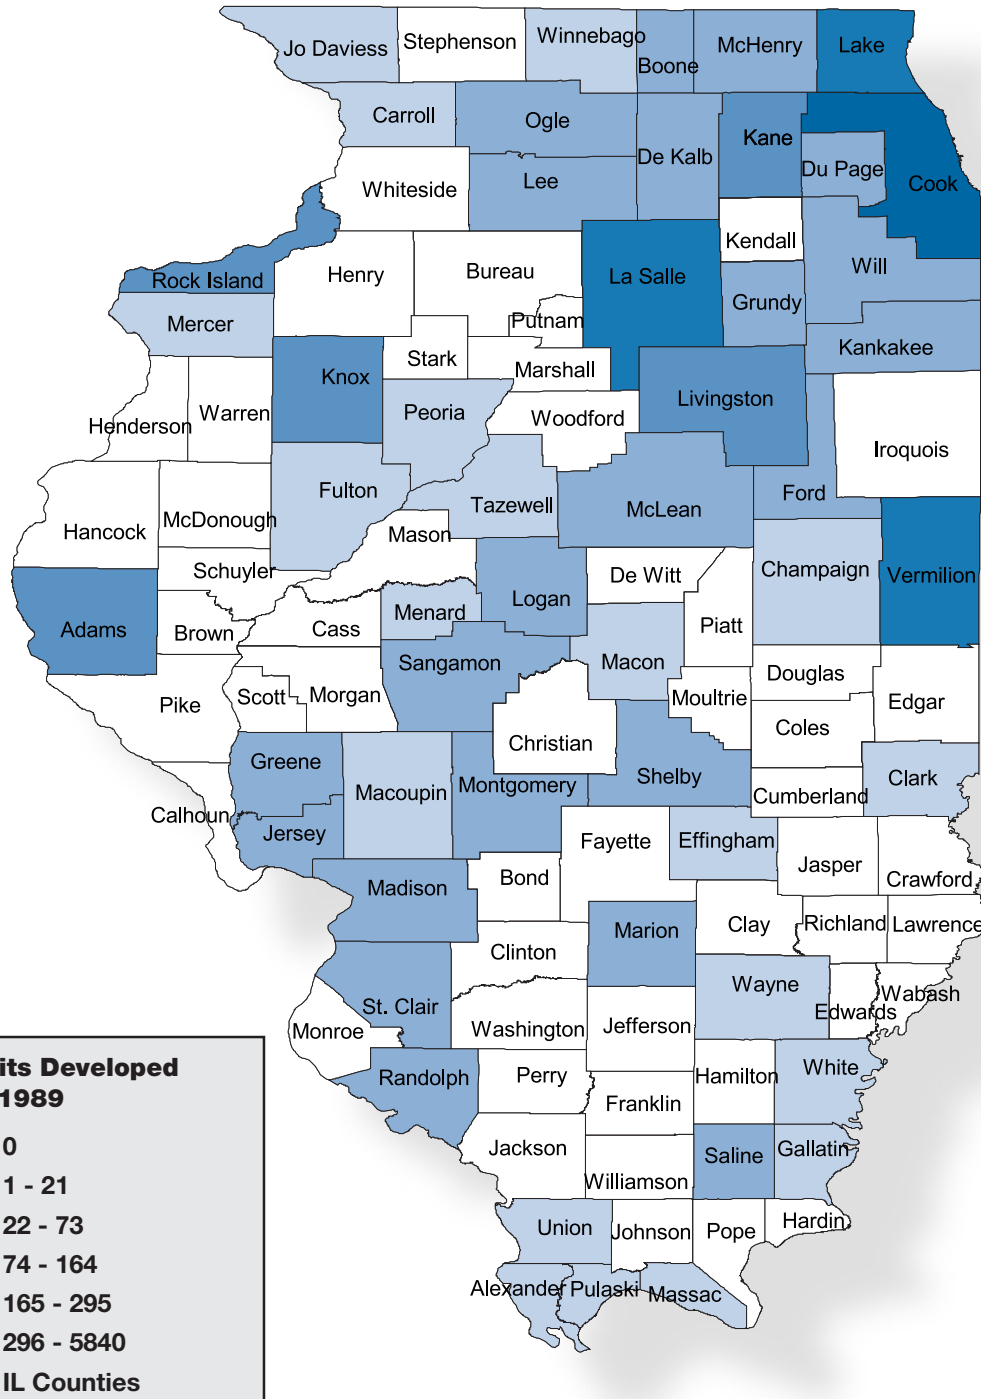 Jo Daviess
Stephenson
Winnebago
Boone
McHenry
Lake
Carroll
Ogle
De Kalb
Kane
Du Page
Cook
Whiteside
Lee
Kendall
Will
Rock Island
Henry
Bureau
La Salle
Grundy
Mercer
Putnam
Kankakee
Stark
Marshall
Knox
Peoria
Woodford
Livingston
Henderson
Warren
Iroquois
Fulton
Tazewell
McLean
Ford
Hancock
McDonough
Mason
Schuyler
De Witt
Champaign
Vermilion
Adams
Brown
Cass
Menard
Logan
Piatt
Sangamon
Macon
Douglas
Pike
Scott
Morgan
Moultrie
Edgar
Christian
Coles
Greene
Macoupin
Montgomery
Shelby
Cumberland
Clark
Calhoun
Jersey
Fayette
Effingham
Jasper
Crawford
Madison
Bond
Marion
Clay
Richland
Lawrence
Clinton
Wayne
Edwards
Wabash
St. Clair
Monroe
Washington
Jefferson
Randolph
Perry
Hamilton
White
Franklin
Jackson
Williamson
Saline
Gallatin
Union
Johnson
Pope
Hardin
Alexander
Pulaski
Massac
its Developed
1989
0
1 - 21
22 - 73
74 - 164
165 - 295
296 - 5840
IL Counties